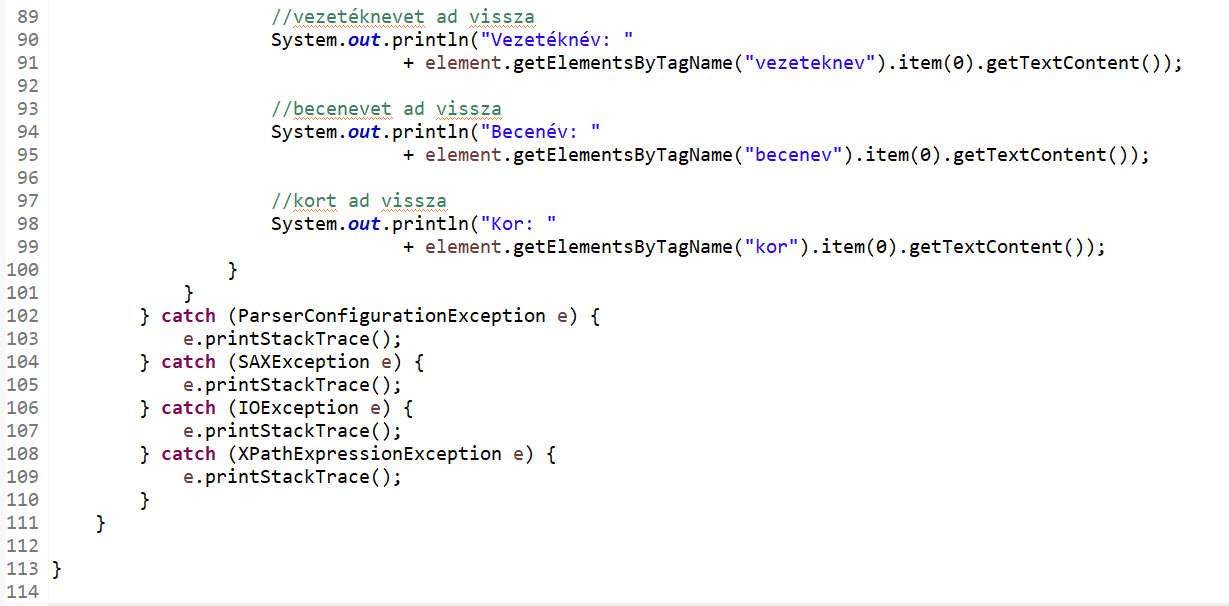 89 //vezetéknevet ad vissza
90 System.out.println("Vezetéknév: "
91 + element.getElementsByTagName("vezeteknev").item(0).getTextContent());
92
93 //becenevet ad vissza
94 System.out.println("Becenév: "
95 + element.getElementsByTagName("becenev").item(0).getTextContent());
96
97 //kort ad vissza
98 System.out.println("Kor: "
99 + element.getElementsByTagName("kor").item(0).getTextContent());
100 }
101 }
102 } catch (ParserConfigurationException e) {
103 e.printStackTrace();
104 } catch (SAXException e) {
105 e.printStackTrace();
106 } catch (IOException e) {
107 e.printStackTrace();
108 } catch (XPathExpressionException e) {
109 e.printStackTrace();
110 }
111 }
112
113 }
114